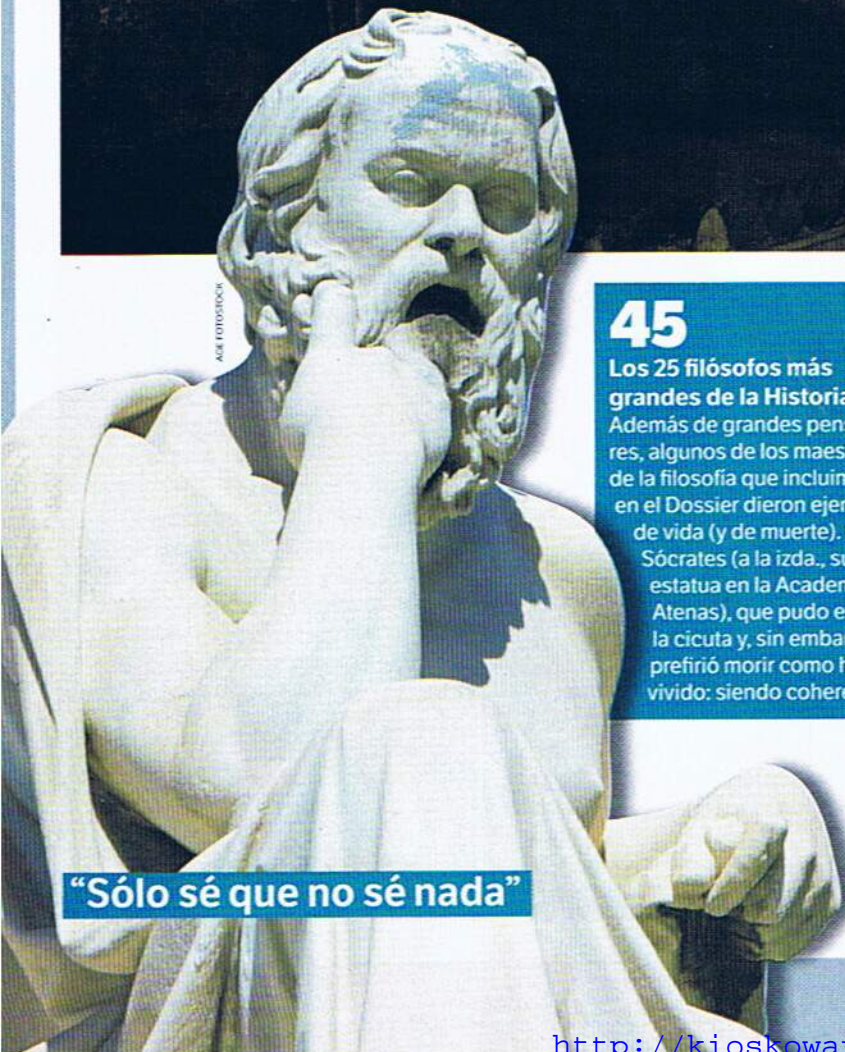 AGE FOTOSTOCK
45
Los 25 filósofos más
grandes de la Historia
Además de grandes pens
res, algunos de los maes
de la filosofía que incluim
en el Dossier dieron ejem
de vida (y de muerte).
Sócrates (a la izda., su
estatua en la Academ
Atenas), que pudo e
la cicuta y, sin embar
prefirió morir como h
vivido: siendo cohere
“Sólo sé que no sé nada”
http://kioskowar